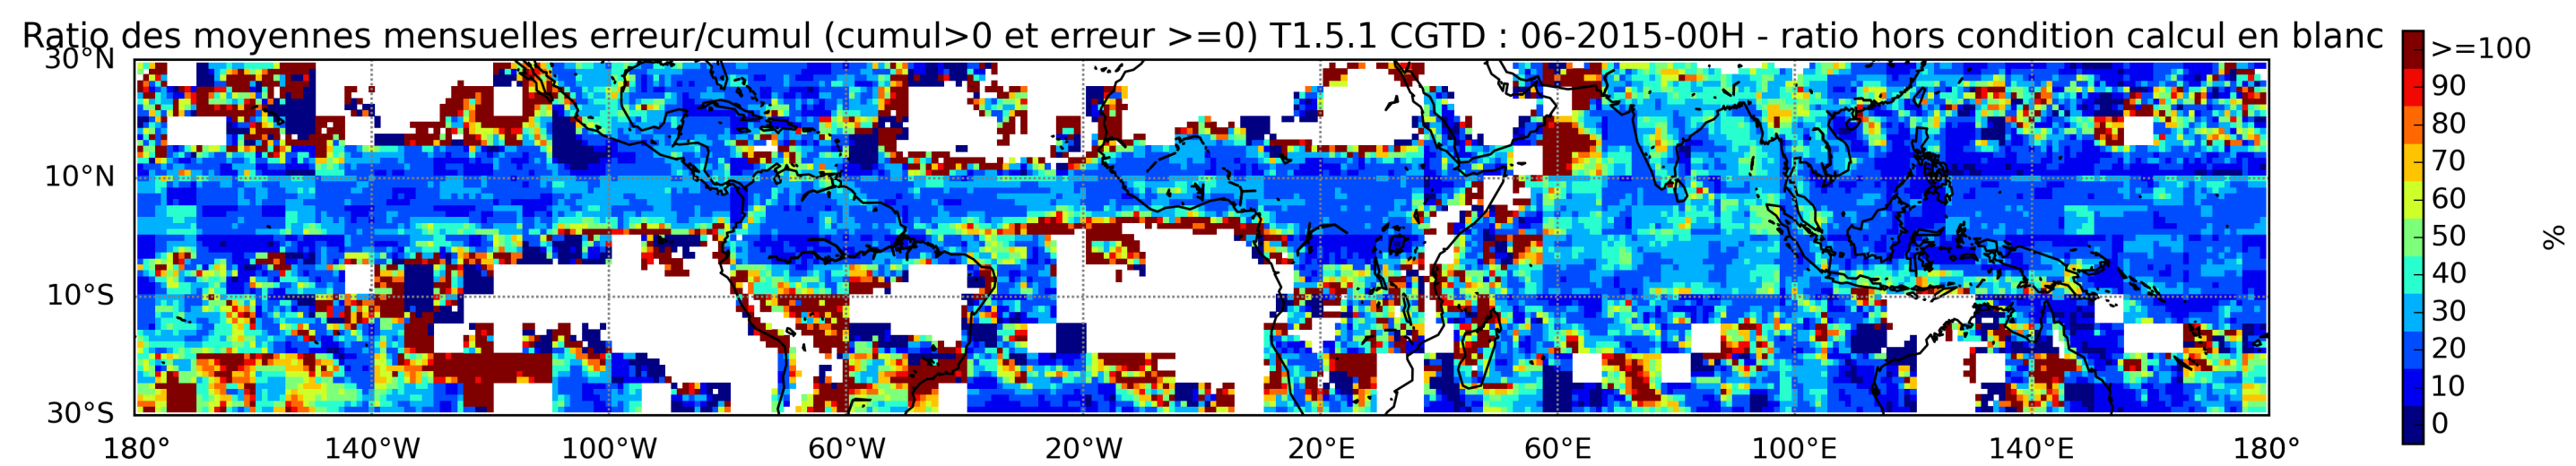 Ratio des moyennes mensuelles erreur/cumul (cumul>0 et erreur >=0) T1.5.1 CGTD : 06-2015-00H - ratio hors condition calcul en blanc
30°N
10°N
10°S
30°S
180° 140°W 100°W 60°W 20°W 20°E 60°E 100°E 140°E 180°
>=100
90
80
70
60
50
40
30
20
10
0
%